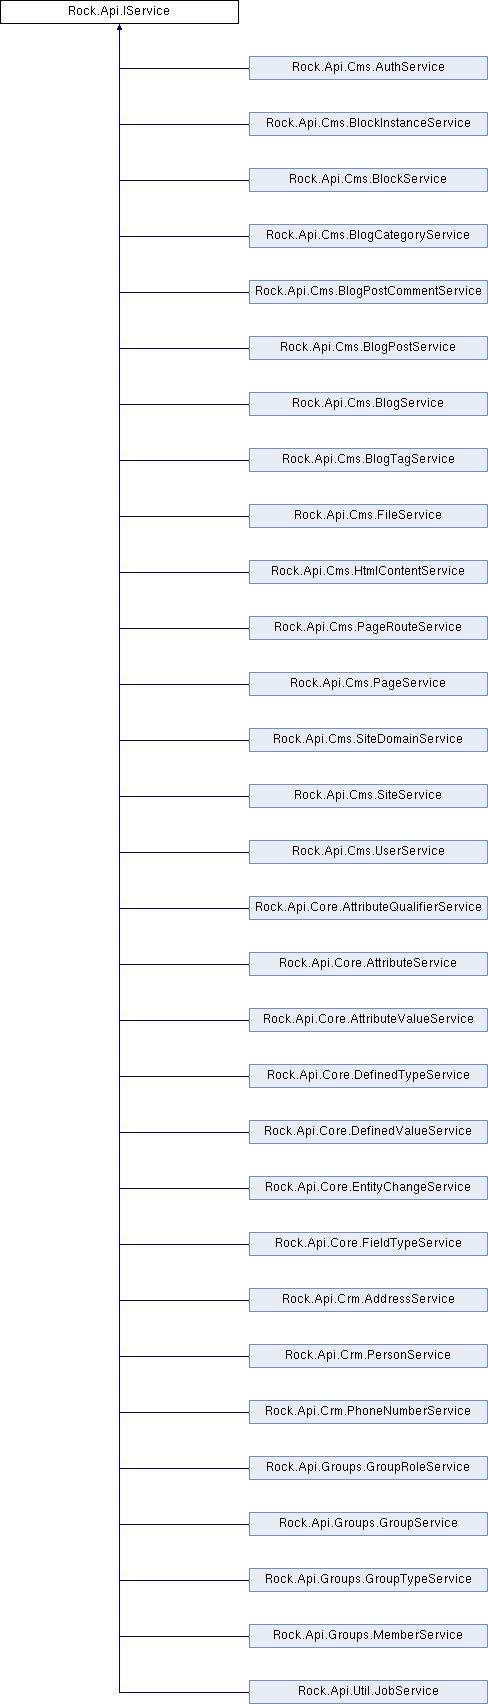 Rock.Api.IService
Rock.Api.Cms.AuthService
Rock.Api.Cms.BlockInstanceService
Rock.Api.Cms.BlockService
Rock.Api.Cms.BlogCategoryService
Rock.Api.Cms.BlogPostCommentService
Rock.Api.Cms.BlogPostService
Rock.Api.Cms.BlogService
Rock.Api.Cms.BlogTagService
Rock.Api.Cms.FileService
Rock.Api.Cms.HtmlContentService
Rock.Api.Cms.PageRouteService
Rock.Api.Cms.PageService
Rock.Api.Cms.SiteDomainService
Rock.Api.Cms.SiteService
Rock.Api.Cms.UserService
Rock.Api.Core.AttributeQualifierService
Rock.Api.Core.AttributeService
Rock.Api.Core.AttributeValueService
Rock.Api.Core.DefinedTypeService
Rock.Api.Core.DefinedValueService
Rock.Api.Core.EntityChangeService
Rock.Api.Core.FieldTypeService
Rock.Api.Crm.AddressService
Rock.Api.Crm.PersonService
Rock.Api.Crm.PhoneNumberService
Rock.Api.Groups.GroupRoleService
Rock.Api.Groups.GroupService
Rock.Api.Groups.GroupTypeService
Rock.Api.Groups.MemberService
Rock.Api.Util.JobService